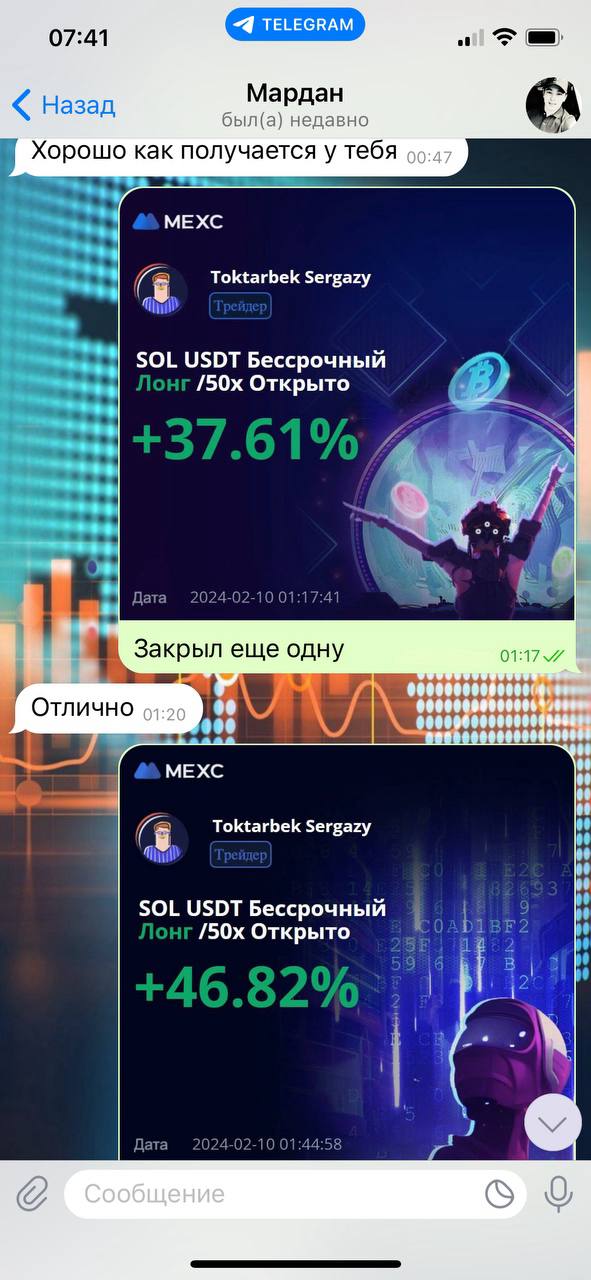 07:41
TELEGRAM
Назад
Мардан
был(а) недавно
Хорошо как получается у тебя 00:47
MEXC
Toktarbek Sergazy
Трейдер
SOL USDT Бессрочный
Лонг /50x Открыто
+37.61%
Дата 2024-02-10 01:17:41
Закрыл еще одну 01:17
Отлично 01:20
MEXC
Toktarbek Sergazy
Трейдер
SOL USDT Бессрочный
Лонг /50x Открыто
+46.82%
Дата 2024-02-10 01:44:58
Сообщение